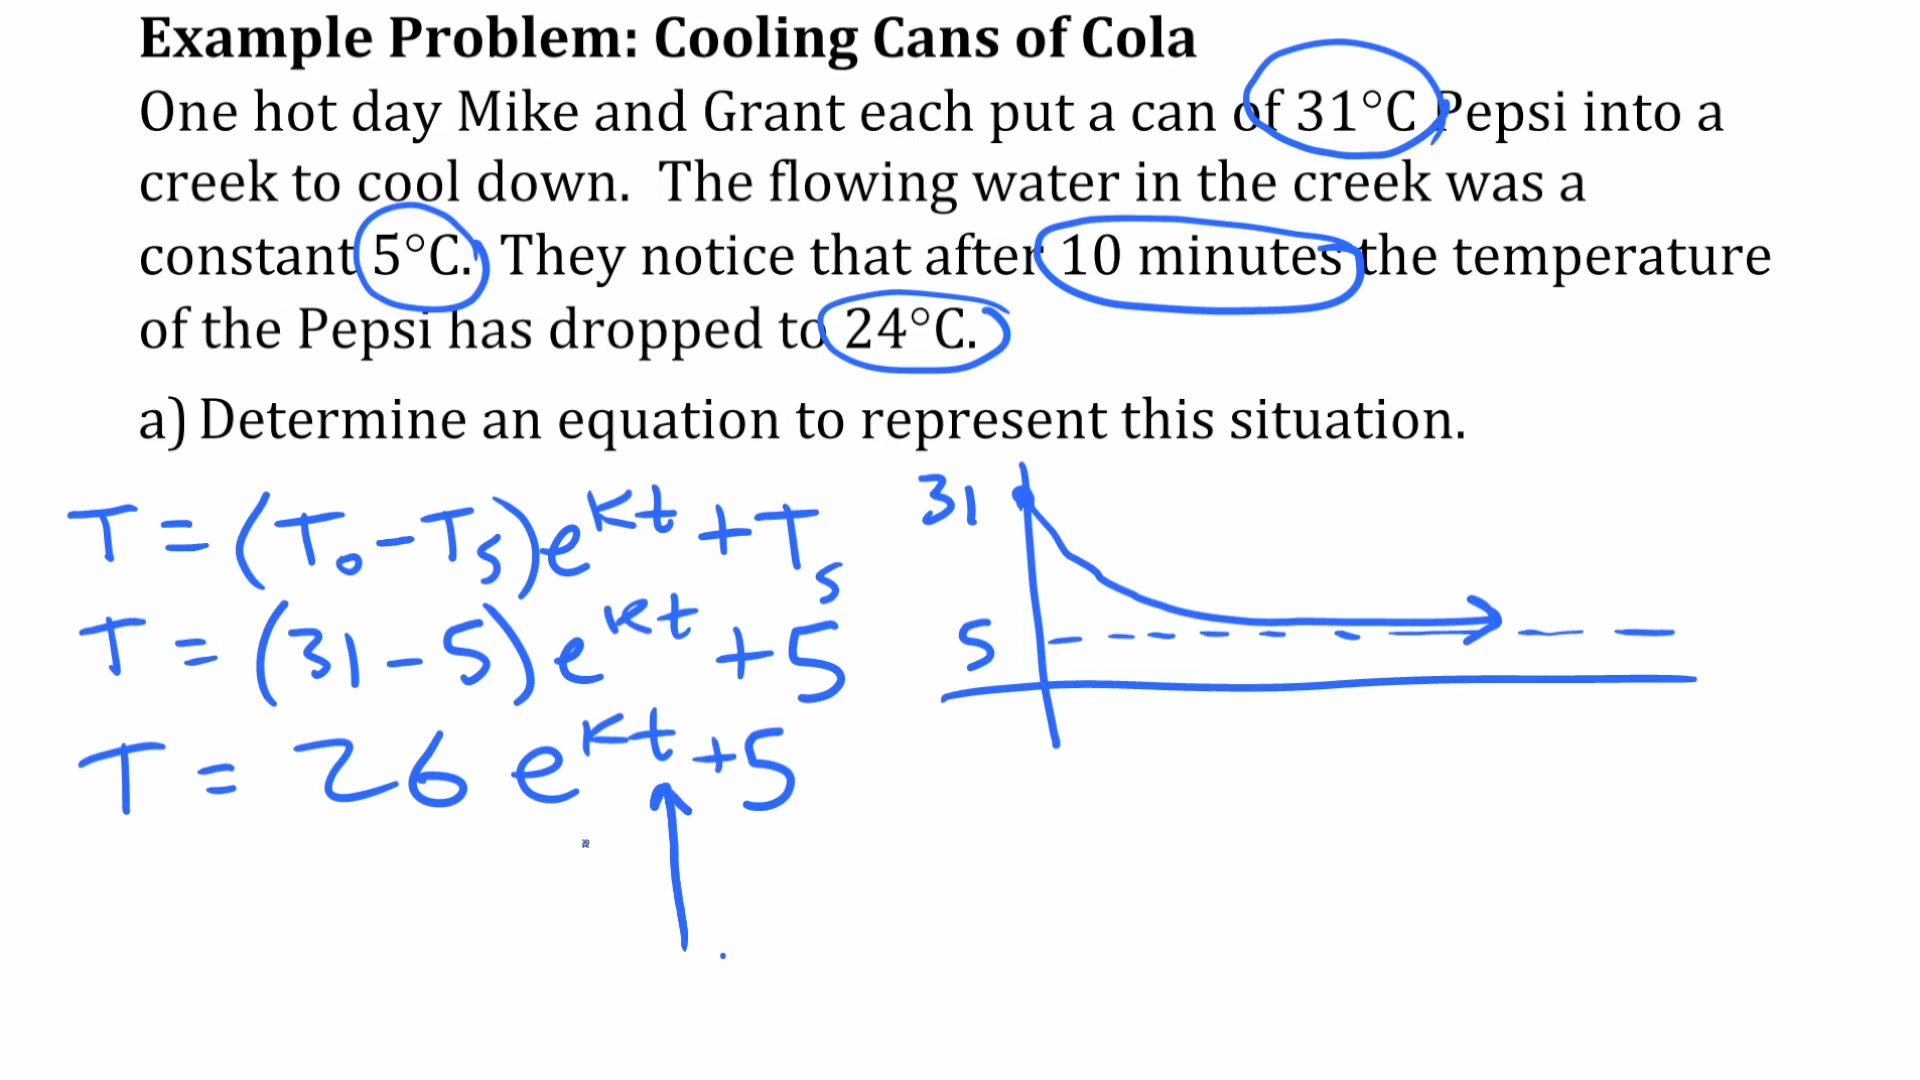 Example Problem: Cooling Cans of Cola
One hot day Mike and Grant each put a can of 31°C Pepsi into a
creek to cool down. The flowing water in the creek was a
constant 5°C. They notice that after 10 minutes the temperature
of the Pepsi has dropped to 24°C.
a) Determine an equation to represent this situation.
T = (T₀-Tₛ)e^kt + Tₛ
T = (31-5)e^kt + 5
T = 26 e^kt + 5
31
5